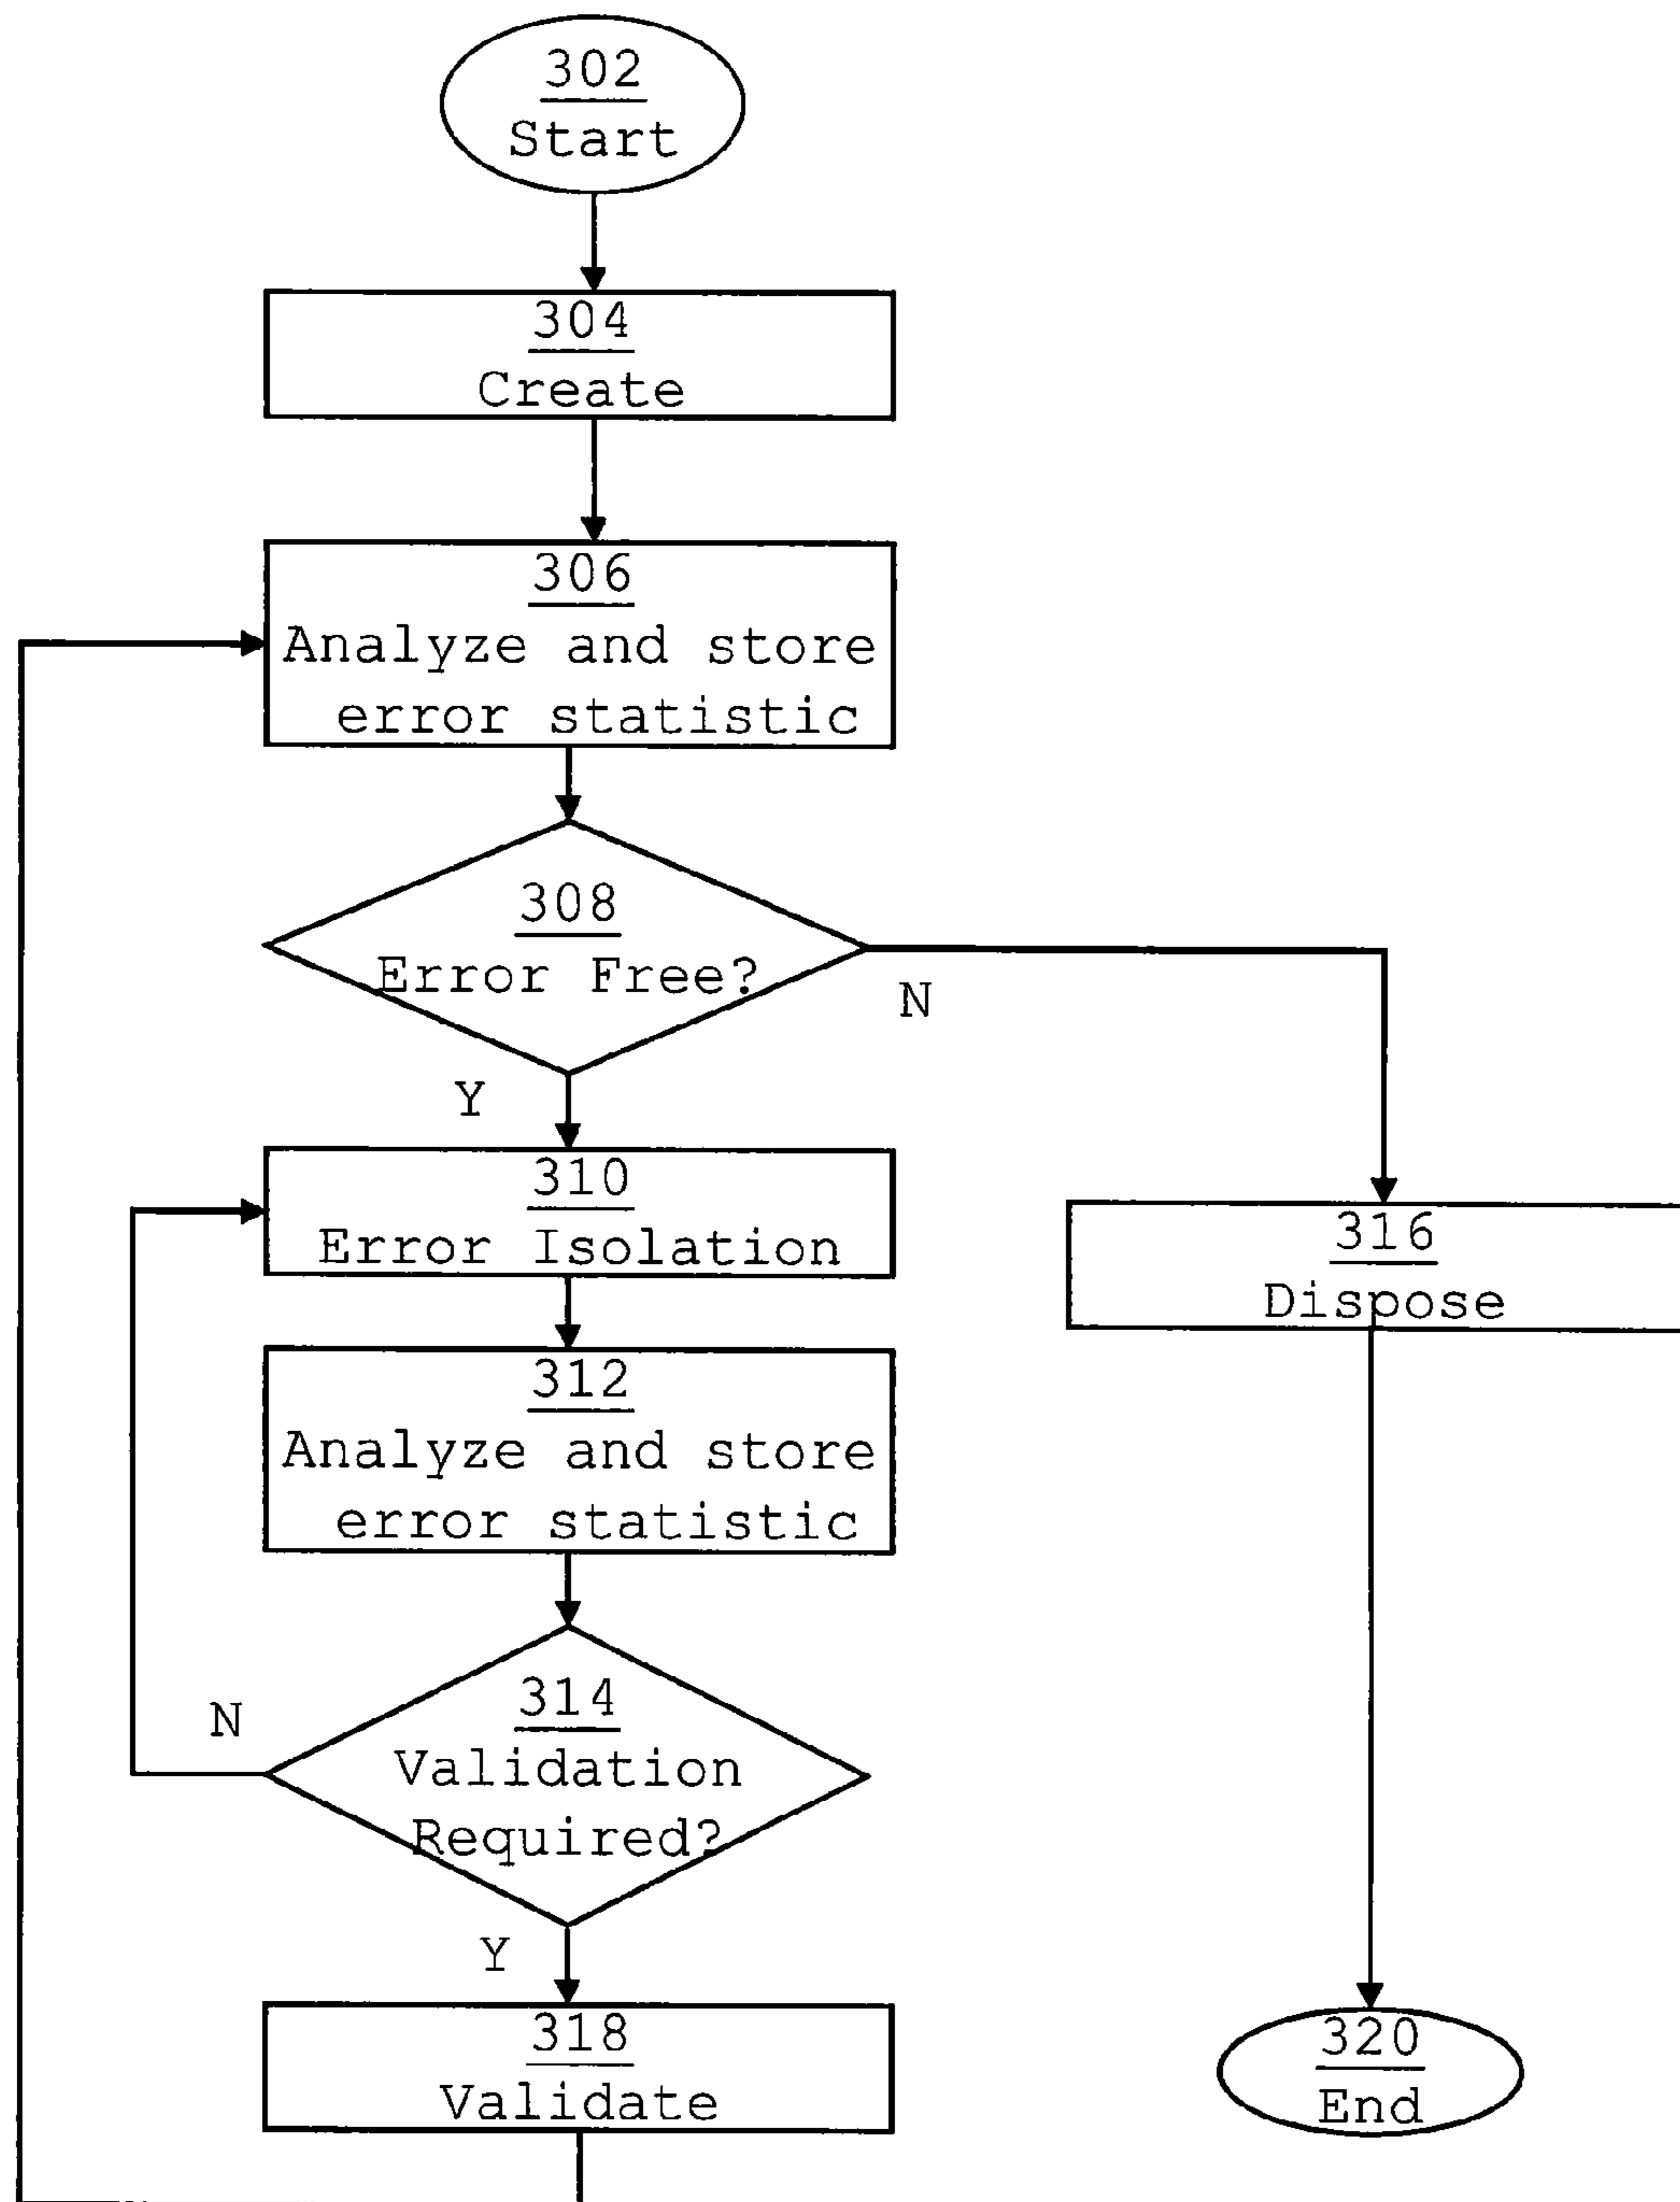 302
Start
304
Create
306
Analyze and store
error statistic
308
Error Free?
N
Y
310
Error Isolation
316
Dispose
312
Analyze and store
error statistic
314
Validation
Required?
N
Y
318
Validate
320
End